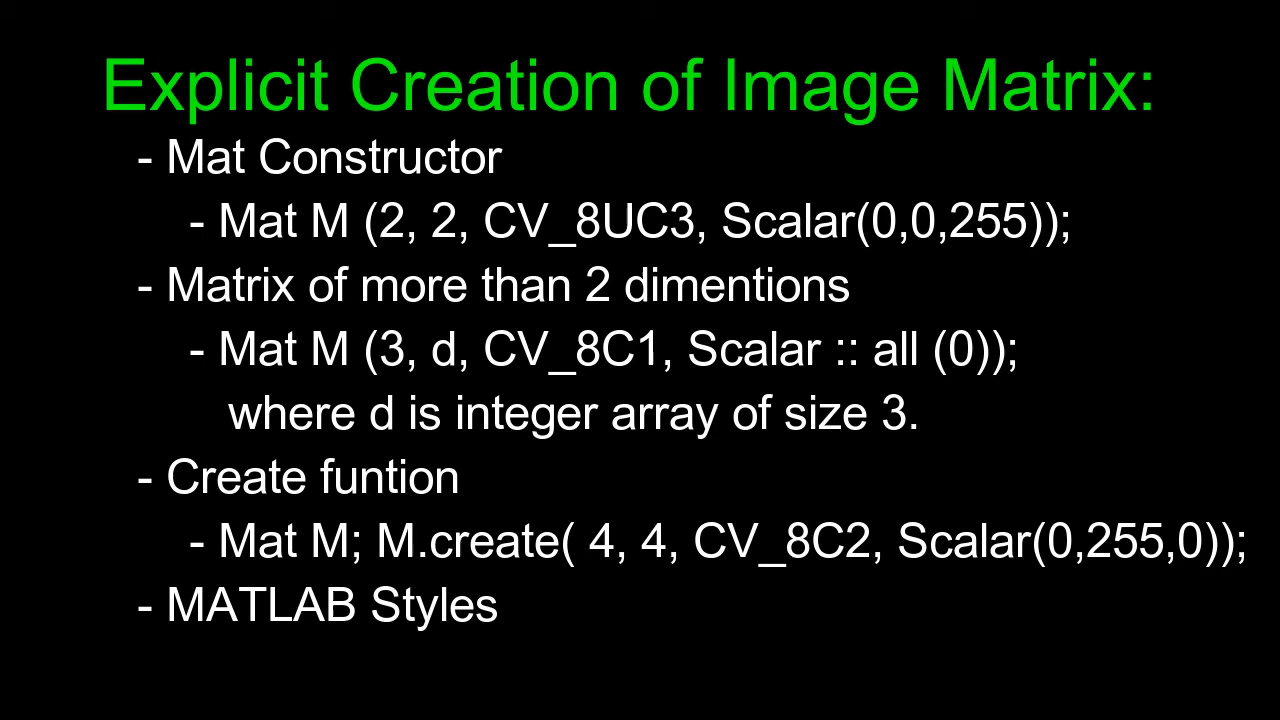 Explicit Creation of Image Matrix:
- Mat Constructor
- Mat M (2, 2, CV_8UC3, Scalar(0,0,255));
- Matrix of more than 2 dimentions
- Mat M (3, d, CV_8C1, Scalar :: all (0));
where d is integer array of size 3.
- Create funtion
- Mat M; M.create( 4, 4, CV_8C2, Scalar(0,255,0));
- MATLAB Styles